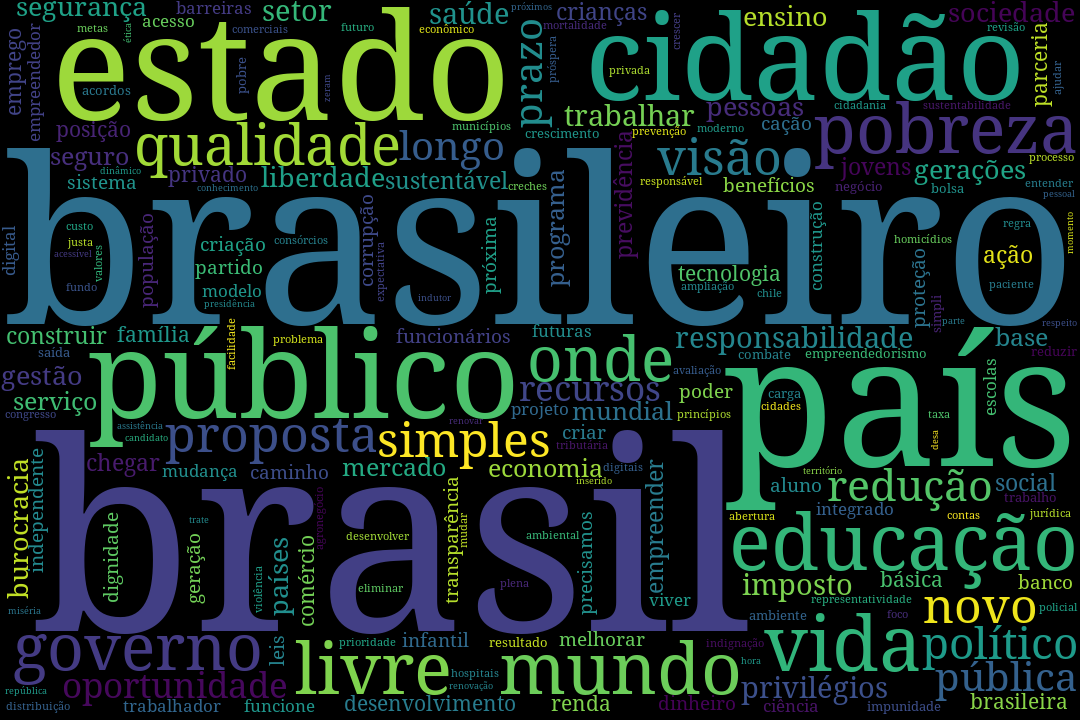 segurança
barreiras
setor
saúde
próximos
crianças
ensino
sociedade
metas
acesso
ética
comerciais
futuro
econômico
mortalidade
crescer
revisão
emprego
empreendedor
estado
prazo
próspera
cidadão
parceria
ajudar
acordos
pobre
zeram
privada
trabalhar
pessoas
cidadania
sustentabilidade
posição
qualidade
municípios
crescimento
prevenção
moderno
cação
pobreza
longo
previdência
visão
seguro
dinâmico
privado
liberdade
sustentável
creches
responsável
benefícios
jovens
negócio
gerações
bolsa
processo
entender
pessoal
sistema
conhecimento
brasileiro
digital
custo
justa
acessível
valores
fundo
população
criação
consórcios
partido
modelo
presidência
corrupção
expectativa
indutor
próxima
programa
tecnologia
ampliação
chile
construção
homicídios
proteção
simpli
ação
regra
momento
paciente
parte
respeito
construir
família
facilidade
problema
funcionários
futuras
responsabilidade
base
saída
combate
empreendedorismo
reduzir
gestão
público
onde
avaliação
país
escolas
serviço
recursos
poder
carga
cidades
congresso
assistência
candidato
renovar
projeto
mundial
princípios
taxa
desa
proposta
simples
criar
tributária
chegar
mudança
caminho
mercado
economia
digitais
inserido
território
aluno
redução
social
trabalho
burocracia
independente
brasil
agronegócio
transparência
mudar
empreender
integrado
abertura
contas
jurídica
dignidade
trate
geração
violência
países
comércio
desenvolver
ambiental
precisamos
educação
eliminar
plena
imposto
básica
banco
miséria
viver
representatividade
novo
ambiente
foco
policial
governo
leis
prioridade
infantil
resultado
melhorar
indignação
vida
político
livre
hospitais
renovação
mundo
hora
república
oportunidade
privilégios
pública
distribuição
trabalhador
funcione
desenvolvimento
renda
dinheiro
ciência
impunidade
brasileira